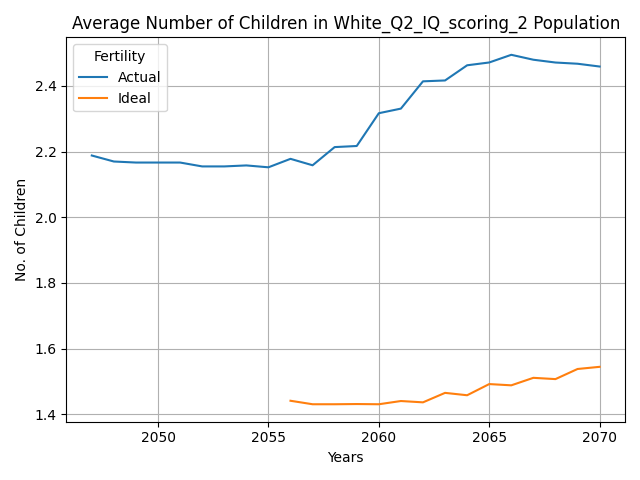 Average Number of Children in White_Q2_IQ_scoring_2 Population
Fertility
Actual
Ideal
No. of Children
2.4
2.2
2.0
1.8
1.6
1.4
2050
2055
2060
2065
2070
Years